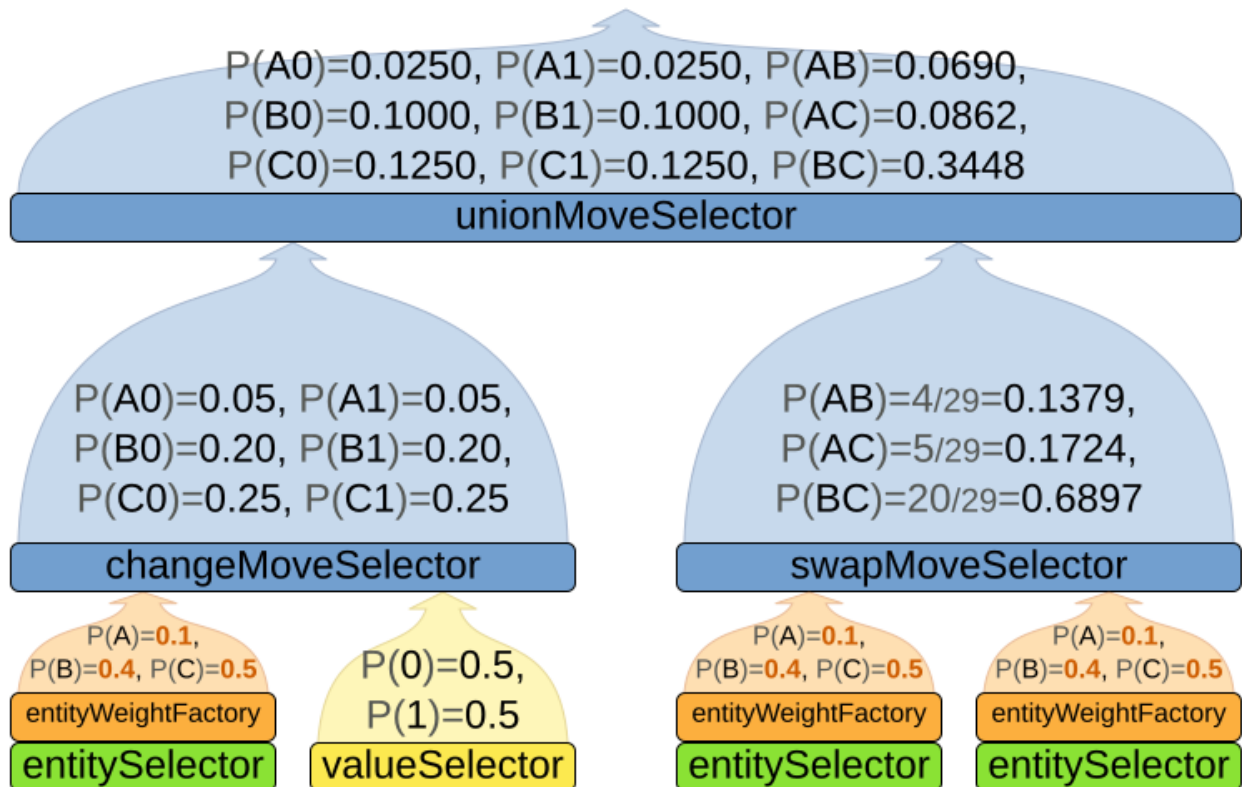 P(A0)=0.0250, P(A1)=0.0250, P(AB)=0.0690,
P(B0)=0.1000, P(B1)=0.1000, P(AC)=0.0862,
P(C0)=0.1250, P(C1)=0.1250, P(BC)=0.3448
unionMoveSelector
P(A0)=0.05, P(A1)=0.05,
P(B0)=0.20, P(B1)=0.20,
P(C0)=0.25, P(C1)=0.25
changeMoveSelector
P(AB)=4/29=0.1379,
P(AC)=5/29=0.1724,
P(BC)=20/29=0.6897
swapMoveSelector
P(A)=0.1,
P(B)=0.4, P(C)=0.5
entityWeightFactory
entitySelector
P(0)=0.5,
P(1)=0.5
valueSelector
P(A)=0.1,
P(B)=0.4, P(C)=0.5
entityWeightFactory
entitySelector
P(A)=0.1,
P(B)=0.4, P(C)=0.5
entityWeightFactory
entitySelector